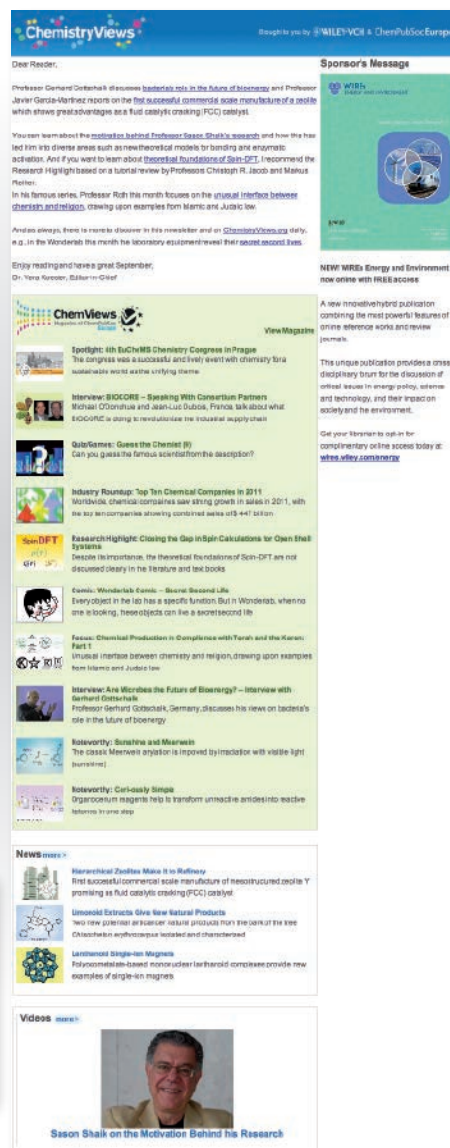 ChemistryViews
Brought to you by WILEY-VCH & ChemPubSoc Europe
Dear Reader,
Professor Gerhard Gottschalk discusses bacteria's role in the future of bioenergy and Professor
Javier Garcia-Martinez reports on the first successful commercial scale manufacture of a zeolite
which shows great advantages as a fluid catalytic cracking (FCC) catalyst.
You can learn about the motivation behind Professor Sason Shaik's research and how this has
led him into diverse areas such as new theoretical models for bonding and enzymatic
activation. And if you want to learn about theoretical foundations of Spin-DFT, I recommend the
Research Highlight based on a tutorial review by Professors Christoph R. Jacob and Markus
Reiher.
In his famous series, Professor Roth this month focuses on the unusual interface between
chemistry and religion, drawing upon examples from Islamic and Judaic law.
And as always, there is more to discover in this newsletter and on ChemistryViews.org daily,
e.g., in the Wonderlab this month the laboratory equipment reveal their secret second lives.
Enjoy reading and have a great September,
Dr. Vera Koester, Editor-in-Chief
ChemViews
Magazine of ChemPubSoc
Europe
View Magazine
Spotlight: 4th EuCheMS Chemistry Congress in Prague
The congress was a successful and lively event with chemistry for a
sustainable world as the unifying theme
Interview: BIOCORE – Speaking With Consortium Partners
Michael O'Donohue and Jean-Luc Dubois, France, talk about what
BIOCORE is doing to revolutionise the industrial supply chain
Quiz/Games: Guess the Chemist (9)
Can you guess the famous scientist from the description?
Industry Roundup: Top Ten Chemical Companies in 2011
Worldwide, chemical companies saw strong growth in sales in 2011, with
the top ten companies showing combined sales of $ 447 billion
Spin DFT
Research Highlight: Closing the Gap in Spin Calculations for Open Shell
Systems
Despite its importance, the theoretical foundations of Spin-DFT are not
discussed clearly in the literature and text books
Comic: Wonderlab Comic – Secret Second Life
Every object in the lab has a specific function. But in Wonderlab, when no
one is looking, these objects can live a secret second life
Focus: Chemical Production in Compliance with Torah and the Koran:
Part 1
Unusual interface between chemistry and religion, drawing upon examples
from Islamic and Judaic law
Interview: Are Microbes the Future of Bioenergy? – Interview with
Gerhard Gottschalk
Professor Gerhard Gottschalk, Germany, discusses his views on bacteria's
role in the future of bioenergy
Noteworthy: Sunshine and Meerwein
The classic Meerwein arylation is impoved by irradiation with visible light
(sunshine)
Noteworthy: Ceri-ously Simple
Organocerium reagents help to transform unreactive amides into reactive
ketones in one step
News more >
Hierarchical Zeolites Make It to Refinery
First successful commercial scale manufacture of mesostructured zeolite Y
promising as fluid catalytic cracking (FCC) catalyst
Limonoid Extracts Give New Natural Products
Two new potential anticancer natural products from the bark of the tree
Chisocheton erythrocarpus isolated and characterized
Lanthanoid Single-Ion Magnets
Polyoxometalate-based mononuclear lanthanoid complexes provide new
examples of single-ion magnets
Videos more >
Sason Shaik on the Motivation Behind his Research
Sponsor's Message
WIREs
ENERGY AND ENVIRONMENT
NEW! WIREs Energy and Environment
now online with FREE access
A new innovative hybrid publication
combining the most powerful features of
online reference works and review
journals.
This unique publication provides a cross
disciplinary forum for the discussion of
critical issues in energy policy, science
and technology, and their impact on
society and the environment.
Get your librarian to opt-in for
complimentary online access today at
wires.wiley.com/energy